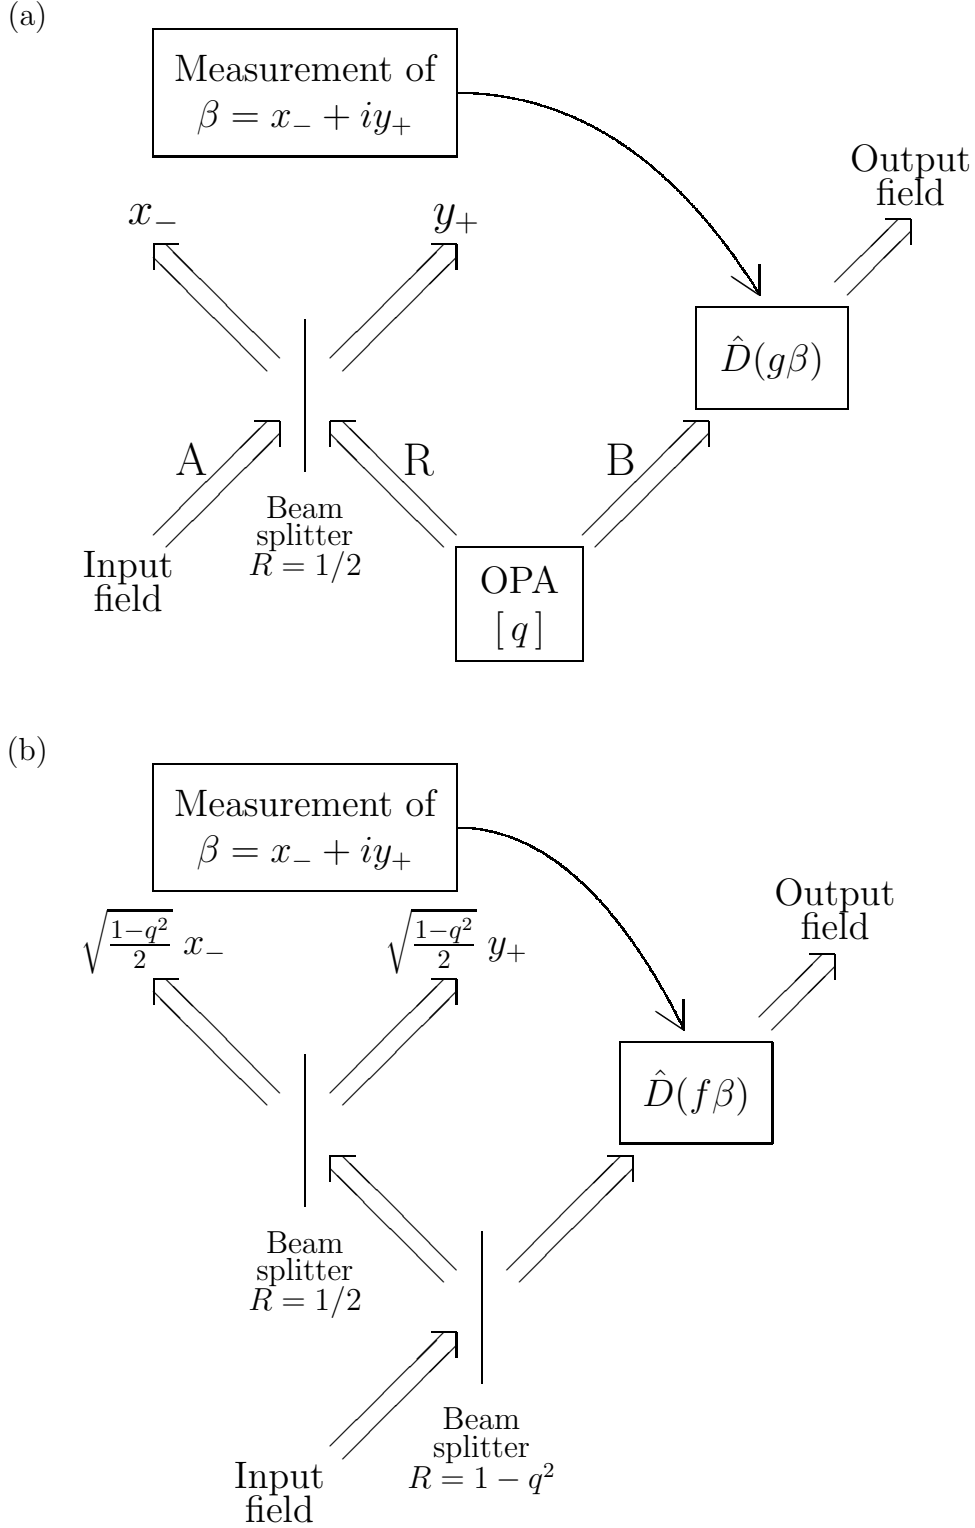 (a)
Measurement of
β = x₋ + iy₊
Output
field
x₋
y₊
D̂(gβ)
A
R
B
Beam
splitter
R = 1/2
Input
field
OPA
[ q ]
(b)
Measurement of
β = x₋ + iy₊
√((1−q²)/2) x₋
√((1−q²)/2) y₊
Output
field
D̂(fβ)
Beam
splitter
R = 1/2
Beam
splitter
R = 1 − q²
Input
field